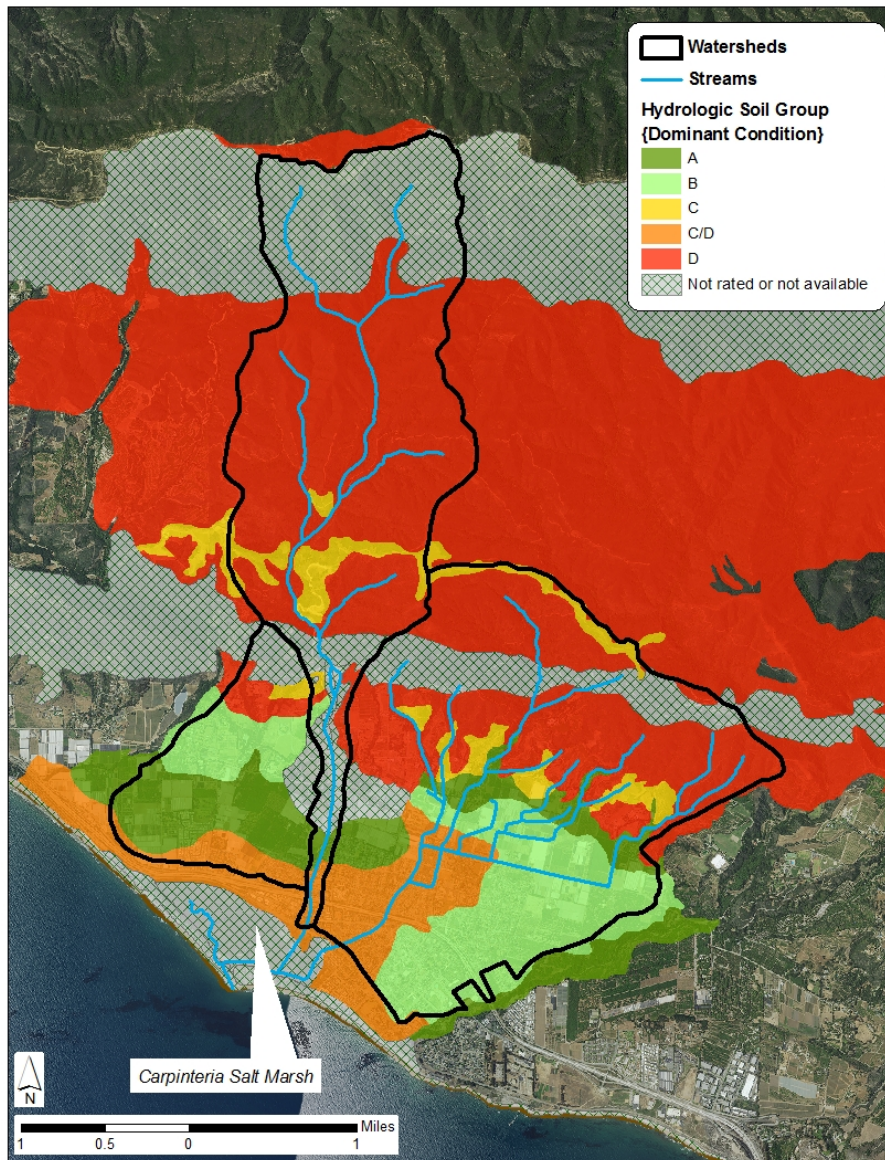 Watersheds
Streams
Hydrologic Soil Group
{Dominant Condition}
A
B
C
C/D
D
Not rated or not available
Carpinteria Salt Marsh
N
Miles
1 0.5 0 1